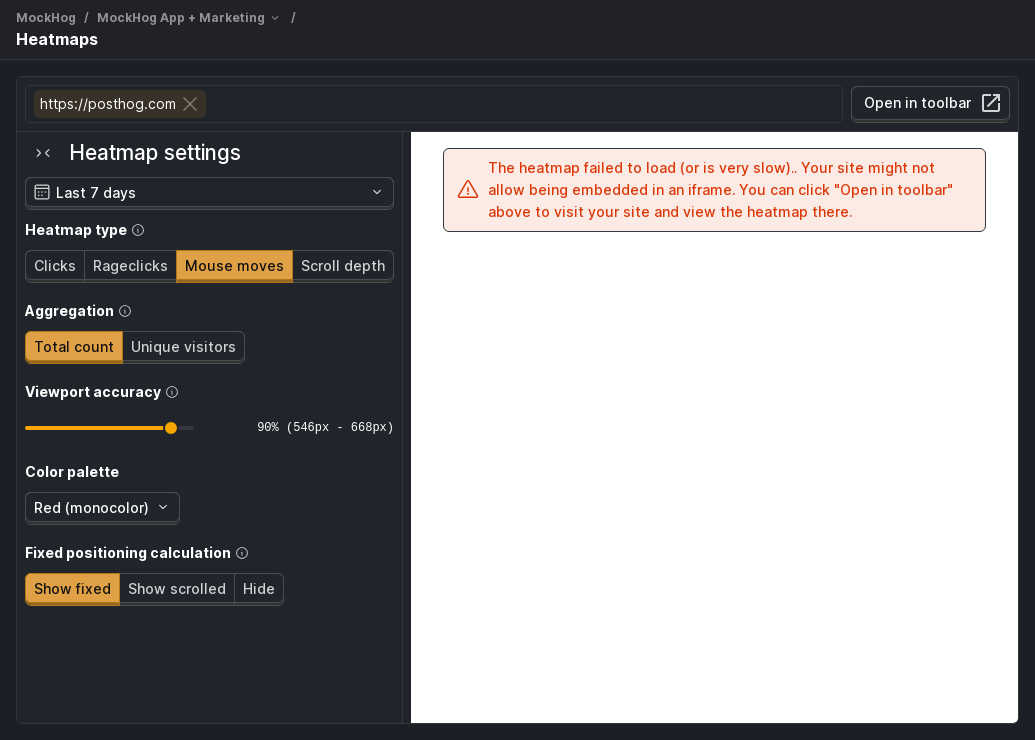 MockHog / MockHog App + Marketing /
Heatmaps
https://posthog.com
Open in toolbar
Heatmap settings
Last 7 days
Heatmap type
Clicks Rageclicks Mouse moves Scroll depth
Aggregation
Total count Unique visitors
Viewport accuracy
90% (546px - 668px)
Color palette
Red (monocolor)
Fixed positioning calculation
Show fixed Show scrolled Hide
The heatmap failed to load (or is very slow).. Your site might not
allow being embedded in an iframe. You can click "Open in toolbar"
above to visit your site and view the heatmap there.